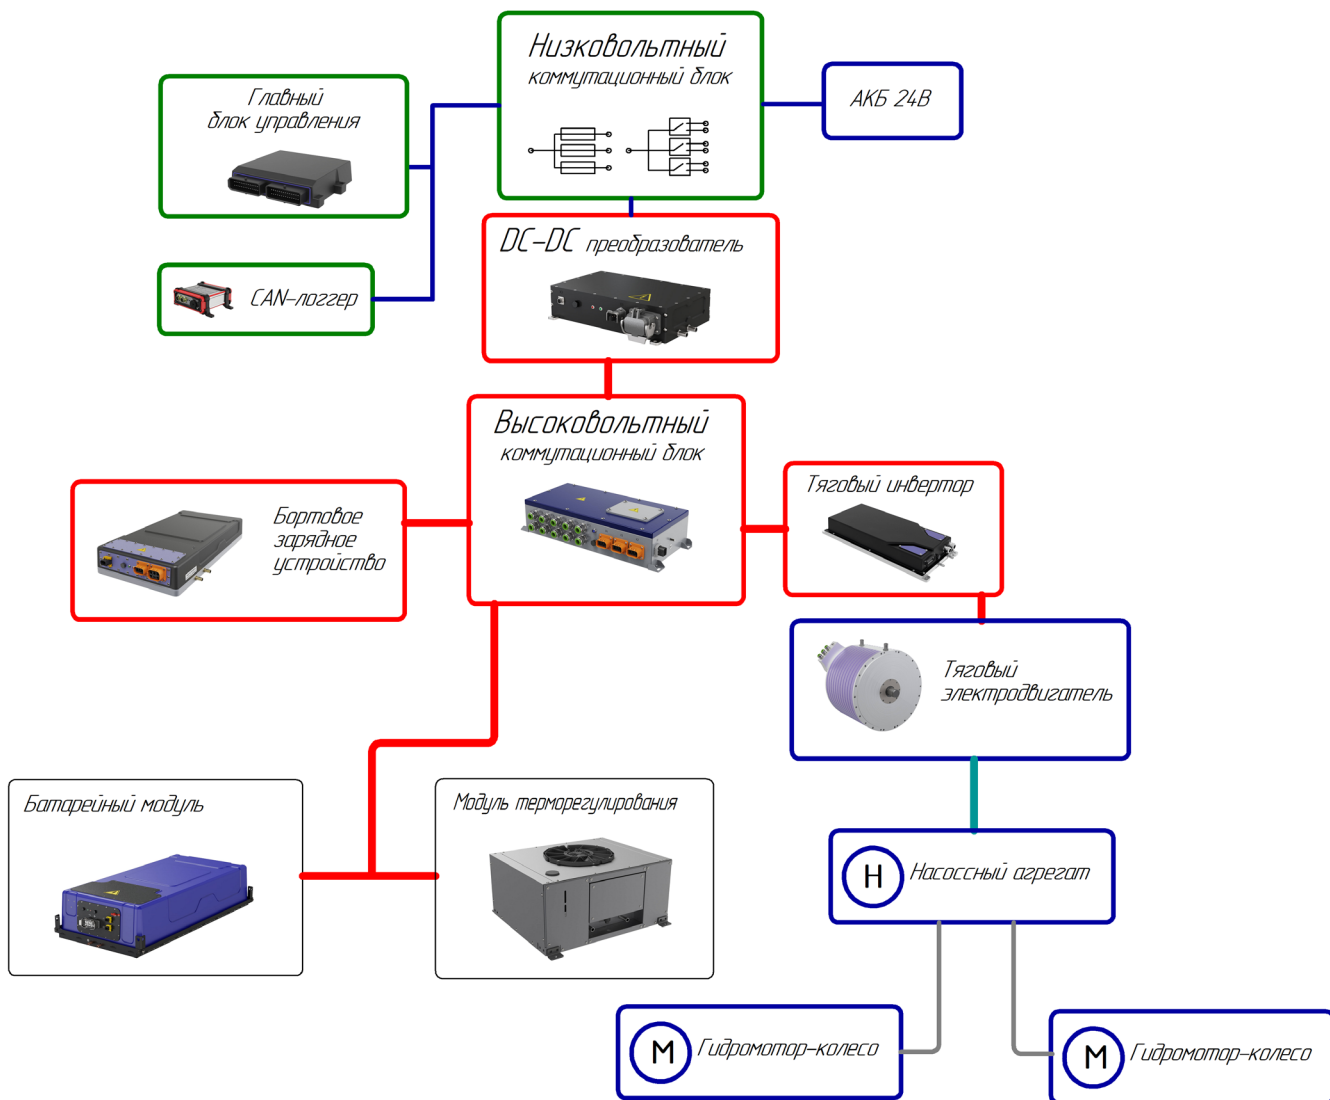 Низковольтный
коммутационный блок
АКБ 24В
Главный
блок управления
CAN-логгер
DC-DC преобразователь
Высоковольтный
коммутационный блок
Тяговый инвертор
Бортовое
зарядное
устройство
Тяговый
электродвигатель
Батарейный модуль
Модуль терморегулирования
Н
Насоссный агрегат
М
Гидромотор-колесо
М
Гидромотор-колесо